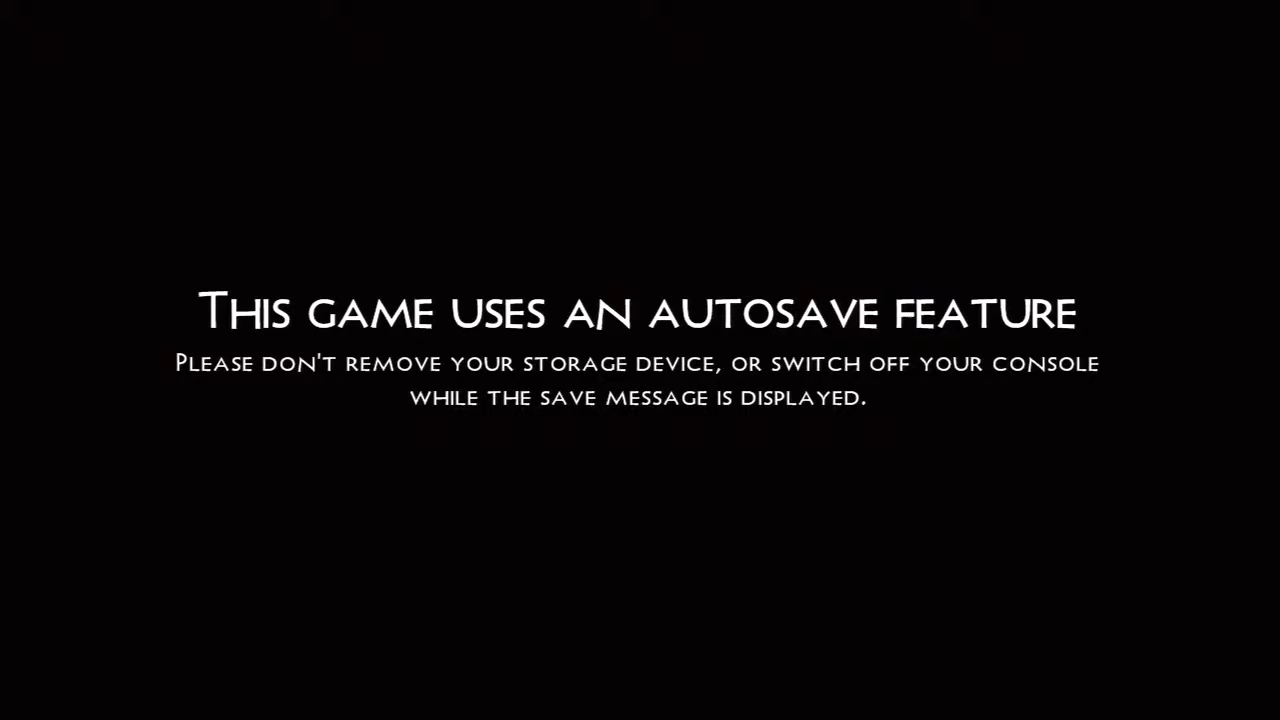 This game uses an autosave feature
Please don't remove your storage device, or switch off your console
while the save message is displayed.